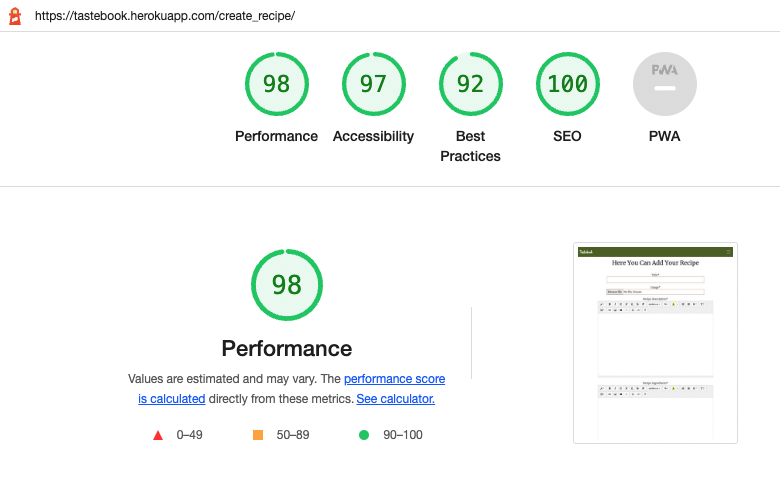 https://tastebook.herokuapp.com/create_recipe/
98
97
92
100
PWA
Performance
Accessibility
Best
Practices
SEO
PWA
98
Performance
Values are estimated and may vary. The performance score
is calculated directly from these metrics. See calculator.
0–49
50–89
90–100
Tastebook
Here You Can Add Your Recipe
Title*
Image*